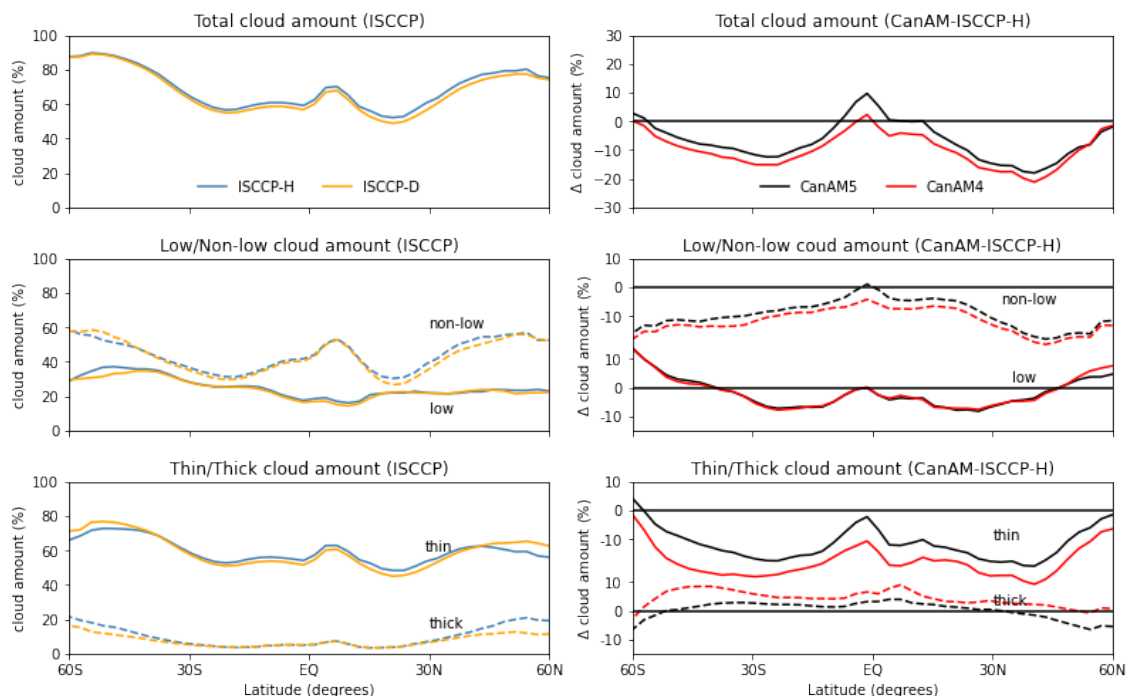 Total cloud amount (ISCCP)
cloud amount (%)
100
80
60
40
20
0
ISCCP-H
ISCCP-D
Total cloud amount (CanAM-ISCCP-H)
Δ cloud amount (%)
30
20
10
0
−10
−20
−30
CanAM5
CanAM4
Low/Non-low cloud amount (ISCCP)
cloud amount (%)
100
80
60
40
20
0
non-low
low
Low/Non-low coud amount (CanAM-ISCCP-H)
Δ cloud amount (%)
10
0
-10
10
0
-10
non-low
low
Thin/Thick cloud amount (ISCCP)
cloud amount (%)
100
80
60
40
20
0
thin
thick
60S
30S
EQ
30N
60N
Latitude (degrees)
Thin/Thick cloud amount (CanAM-ISCCP-H)
Δ cloud amount (%)
10
0
-10
10
0
-10
thin
thick
60S
30S
EQ
30N
60N
Latitude (degrees)